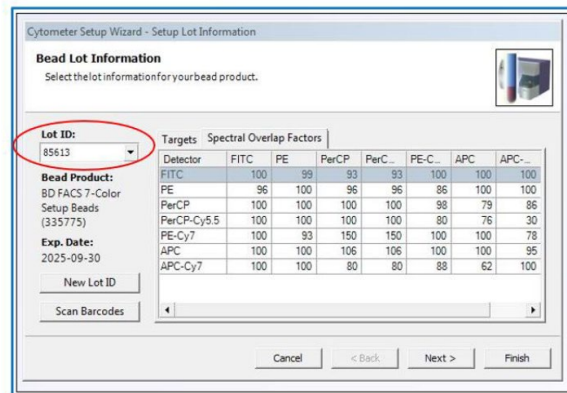 Cytometer Setup Wizard - Setup Lot Information
Bead Lot Information
Select the lot information for your bead product.
Lot ID:
85613
Bead Product:
BD FACS 7-Color
Setup Beads
(335775)
Exp. Date:
2025-09-30
New Lot ID
Scan Barcodes
Targets Spectral Overlap Factors
Detector FITC PE PerCP PerC... PE-C... APC APC-...
FITC 100 99 93 93 100 100 100
PE 96 100 96 96 86 100 100
PerCP 100 100 100 100 98 79 86
PerCP-Cy5.5 100 100 100 100 80 76 30
PE-Cy7 100 93 150 150 100 100 78
APC 100 100 106 106 100 100 95
APC-Cy7 100 100 80 80 88 62 100
Cancel < Back Next > Finish